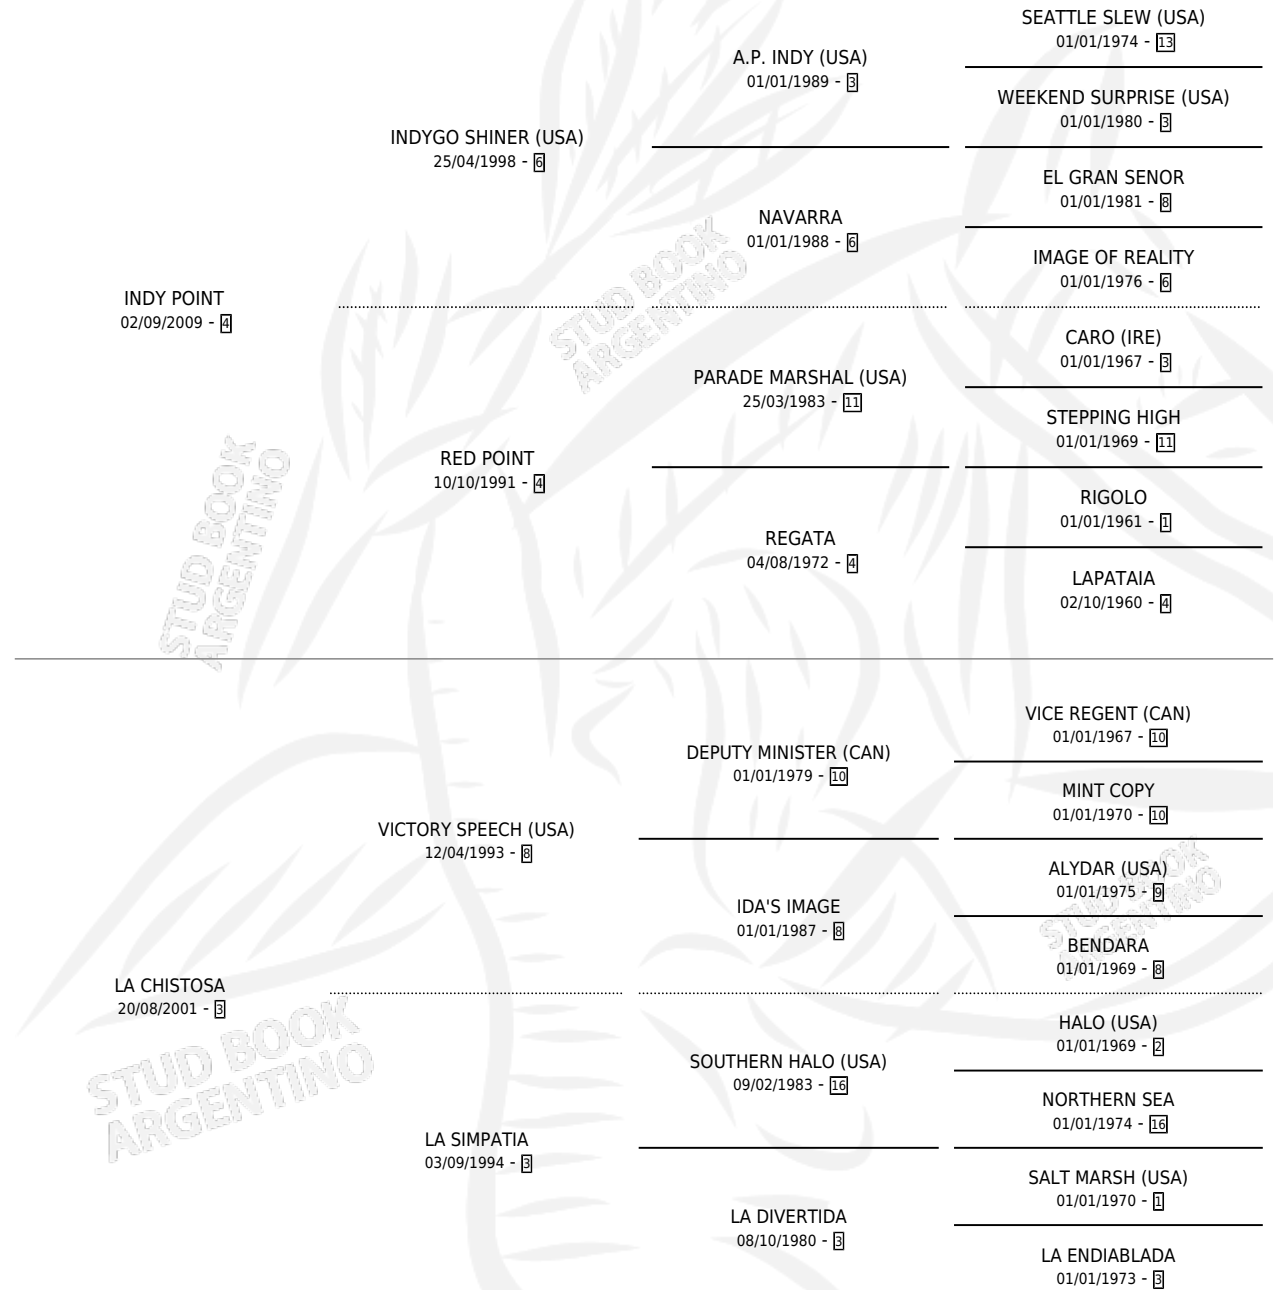 SEATTLE SLEW (USA)
01/01/1974 - 13
A.P. INDY (USA)
01/01/1989 - 3
WEEKEND SURPRISE (USA)
01/01/1980 - 3
INDYGO SHINER (USA)
25/04/1998 - 6
EL GRAN SENOR
01/01/1981 - 8
NAVARRA
01/01/1988 - 6
IMAGE OF REALITY
01/01/1976 - 6
INDY POINT
02/09/2009 - 4
CARO (IRE)
01/01/1967 - 3
PARADE MARSHAL (USA)
25/03/1983 - 11
STEPPING HIGH
01/01/1969 - 11
RED POINT
10/10/1991 - 4
RIGOLO
01/01/1961 - 1
REGATA
04/08/1972 - 4
LAPATAIA
02/10/1960 - 4
STUD BOOK
ARGENTINO
STUD BOOK
ARGENTINO
VICE REGENT (CAN)
01/01/1967 - 10
DEPUTY MINISTER (CAN)
01/01/1979 - 10
MINT COPY
01/01/1970 - 10
VICTORY SPEECH (USA)
12/04/1993 - 8
ALYDAR (USA)
01/01/1975 - 9
IDA'S IMAGE
01/01/1987 - 8
BENDARA
01/01/1969 - 8
LA CHISTOSA
20/08/2001 - 3
HALO (USA)
01/01/1969 - 2
SOUTHERN HALO (USA)
09/02/1983 - 16
NORTHERN SEA
01/01/1974 - 16
LA SIMPATIA
03/09/1994 - 3
SALT MARSH (USA)
01/01/1970 - 1
LA DIVERTIDA
08/10/1980 - 3
LA ENDIABLADA
01/01/1973 - 3
STUD BOOK
ARGENTINO
STUD BOOK
ARGENTINO